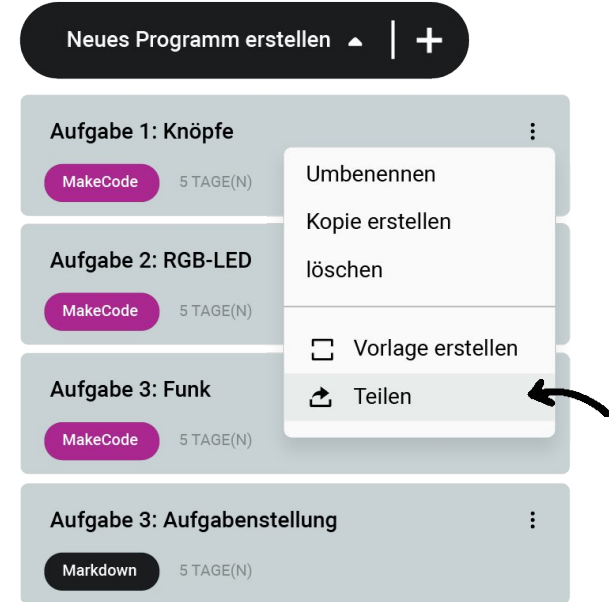 Neues Programm erstellen
Aufgabe 1: Knöpfe
MakeCode 5 TAGE(N)
Umbenennen
Kopie erstellen
löschen
Vorlage erstellen
Teilen
Aufgabe 2: RGB-LED
MakeCode 5 TAGE(N)
Aufgabe 3: Funk
MakeCode 5 TAGE(N)
Aufgabe 3: Aufgabenstellung
Markdown 5 TAGE(N)